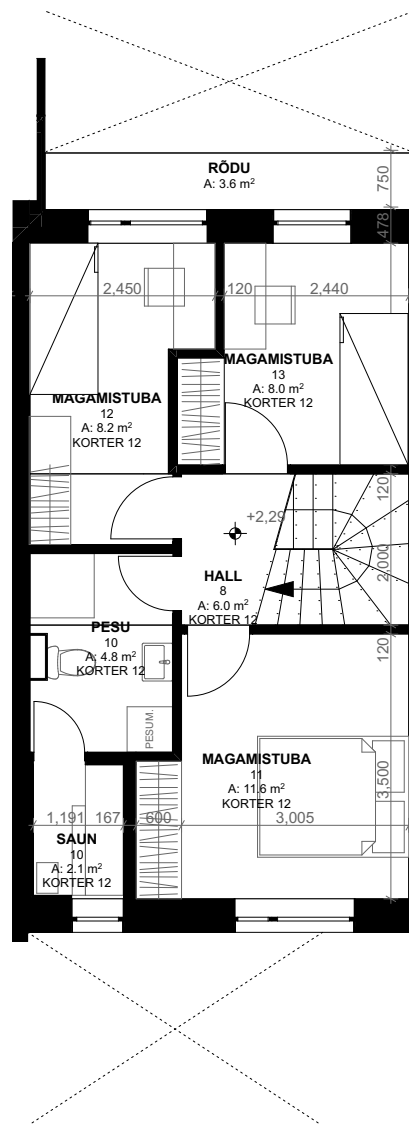 RÕDU
A: 3.6 m²
750
478
2,450
120
2,440
MAGAMISTUBA
13
A: 8.0 m²
KORTER 12
MAGAMISTUBA
12
A: 8.2 m²
KORTER 12
120
+2,29
2,000
HALL
8
A: 6.0 m²
KORTER 12
PESU
10
A: 4.8 m²
KORTER 12
120
PESUM.
MAGAMISTUBA
11
A: 11.6 m²
KORTER 12
3,500
1,191
167
600
3,005
SAUN
10
A: 2.1 m²
KORTER 12